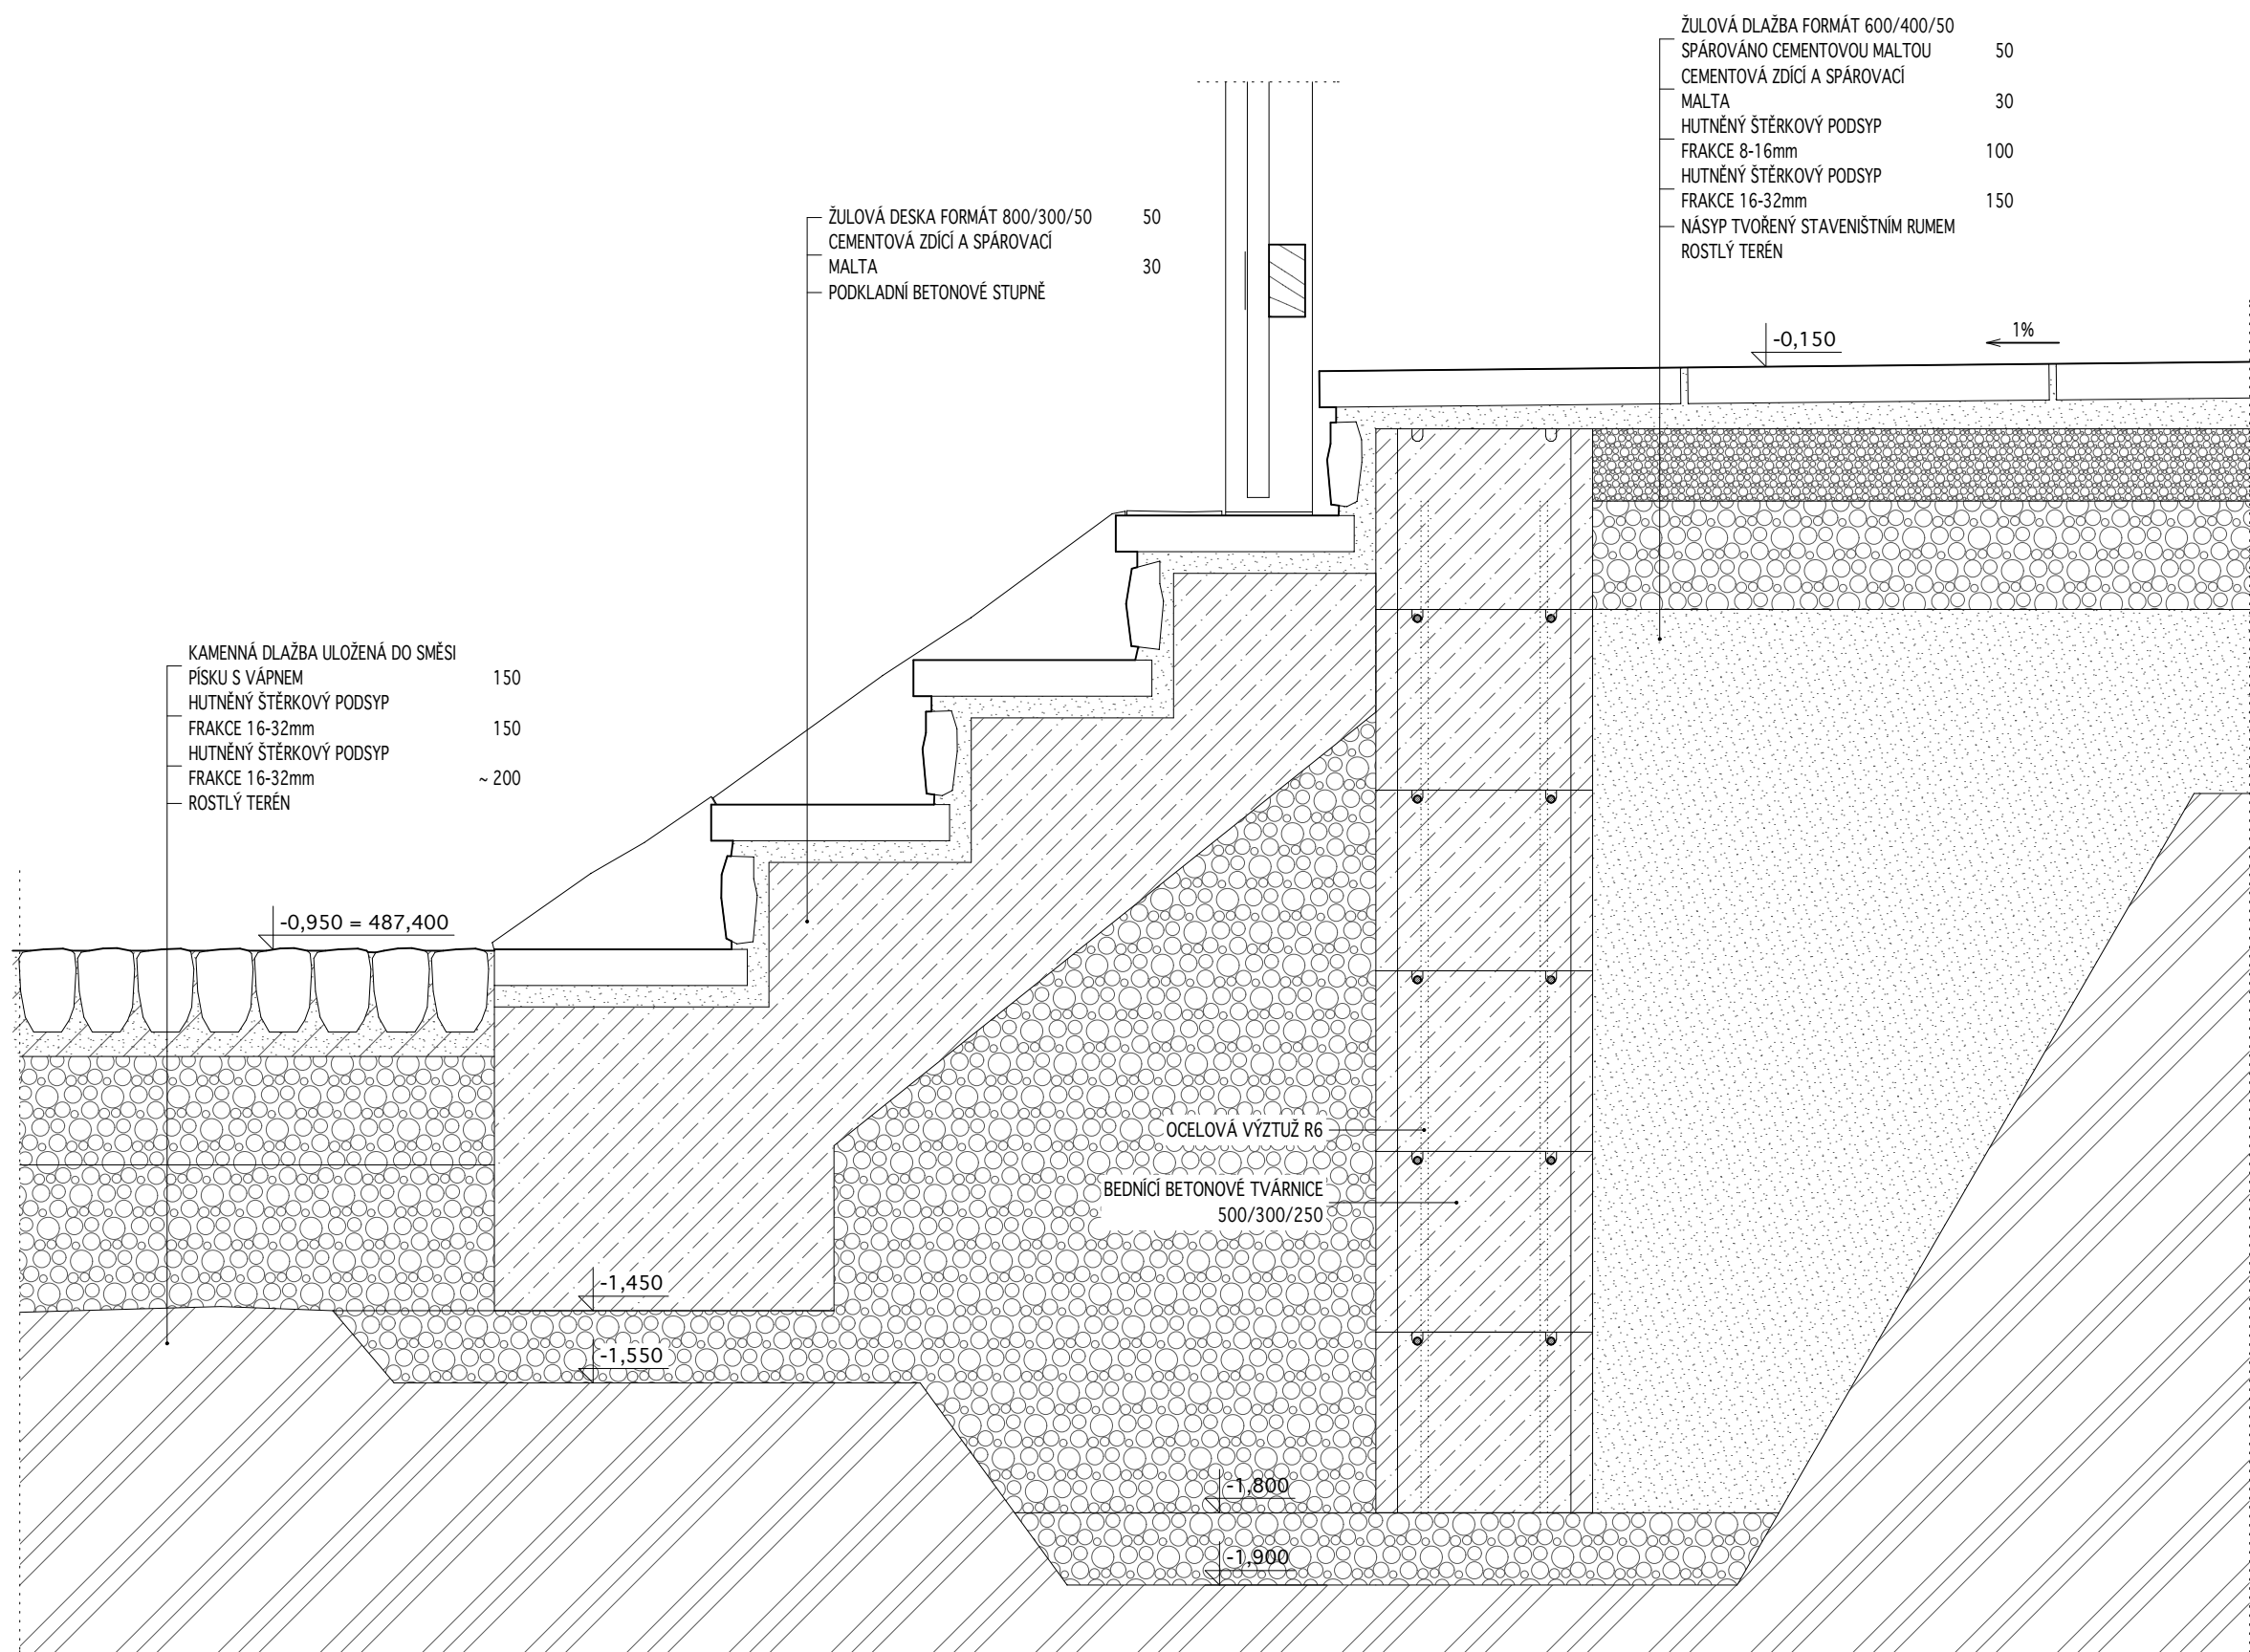 ŽULOVÁ DLAŽBA FORMÁT 600/400/50
SPÁROVÁNO CEMENTOVOU MALTOU 50
CEMENTOVÁ ZDÍCÍ A SPÁROVACÍ
MALTA 30
HUTNĚNÝ ŠTĚRKOVÝ PODSYP
FRAKCE 8-16mm 100
HUTNĚNÝ ŠTĚRKOVÝ PODSYP
FRAKCE 16-32mm 150
NÁSYP TVOŘENÝ STAVENIŠTNÍM RUMEM
ROSTLÝ TERÉN
ŽULOVÁ DESKA FORMÁT 800/300/50 50
CEMENTOVÁ ZDÍCÍ A SPÁROVACÍ
MALTA 30
PODKLADNÍ BETONOVÉ STUPNĚ
-0,150
1%
KAMENNÁ DLAŽBA ULOŽENÁ DO SMĚSI
PÍSKU S VÁPNEM 150
HUTNĚNÝ ŠTĚRKOVÝ PODSYP
FRAKCE 16-32mm 150
HUTNĚNÝ ŠTĚRKOVÝ PODSYP
FRAKCE 16-32mm ~ 200
ROSTLÝ TERÉN
-0,950 = 487,400
OCELOVÁ VÝZTUŽ R6
BEDNÍCÍ BETONOVÉ TVÁRNICE
500/300/250
-1,450
-1,550
-1,800
-1,900